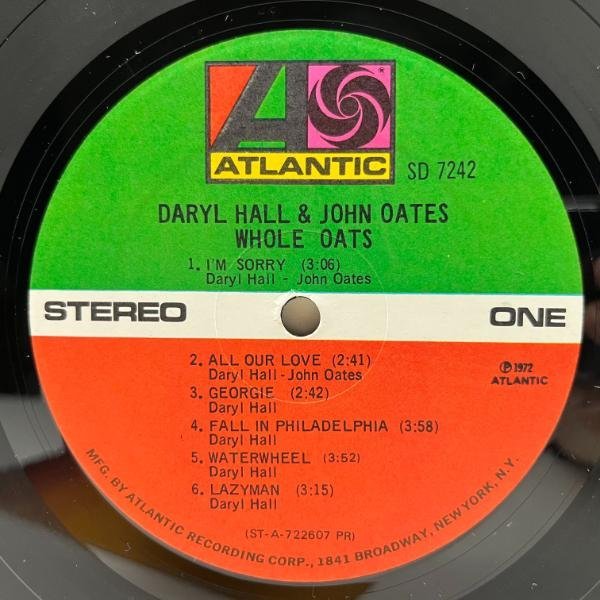 ATLANTIC
SD 7242
DARYL HALL & JOHN OATES
WHOLE OATS
1. I'M SORRY (3:06)
Daryl Hall - John Oates
STEREO
ONE
2. ALL OUR LOVE (2:41)
Daryl Hall - John Oates
3. GEORGIE (2:42)
Daryl Hall
4. FALL IN PHILADELPHIA (3:58)
Daryl Hall
5. WATERWHEEL (3:52)
Daryl Hall
6. LAZYMAN (3:15)
Daryl Hall
℗ 1972
ATLANTIC
(ST-A-722607 PR)
MFG. BY ATLANTIC RECORDING CORP., 1841 BROADWAY, NEW YORK, N.Y.